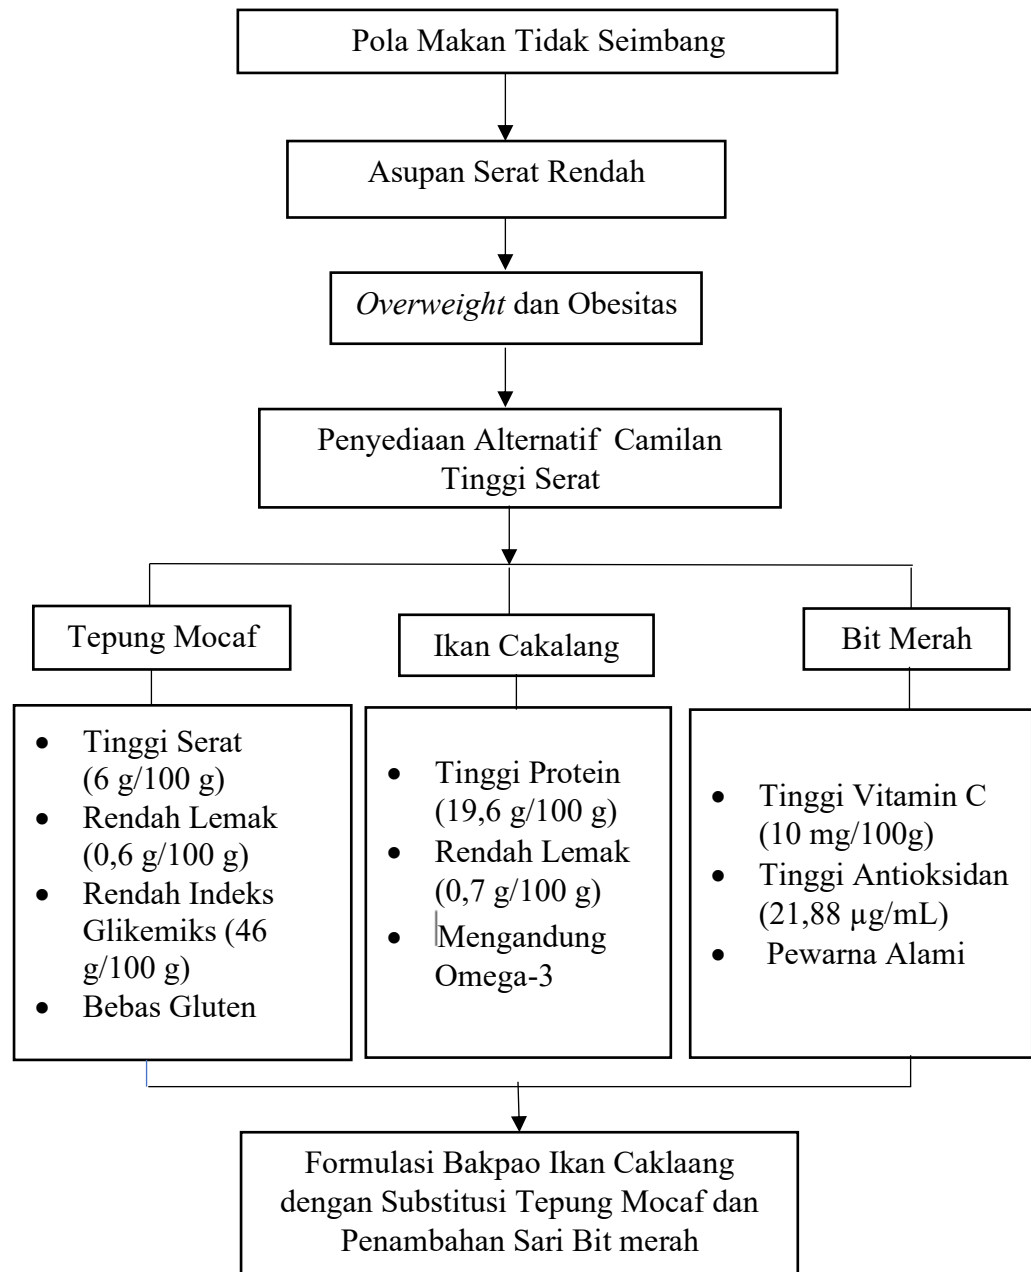 Pola Makan Tidak Seimbang
Asupan Serat Rendah
Overweight dan Obesitas
Penyediaan Alternatif Camilan
Tinggi Serat
Tepung Mocaf
Ikan Cakalang
Bit Merah
• Tinggi Serat
(6 g/100 g)
• Rendah Lemak
(0,6 g/100 g)
• Rendah Indeks
Glikemiks (46
g/100 g)
• Bebas Gluten
• Tinggi Protein
(19,6 g/100 g)
• Rendah Lemak
(0,7 g/100 g)
• Mengandung
Omega-3
• Tinggi Vitamin C
(10 mg/100g)
• Tinggi Antioksidan
(21,88 µg/mL)
• Pewarna Alami
Formulasi Bakpao Ikan Caklaang
dengan Substitusi Tepung Mocaf dan
Penambahan Sari Bit merah